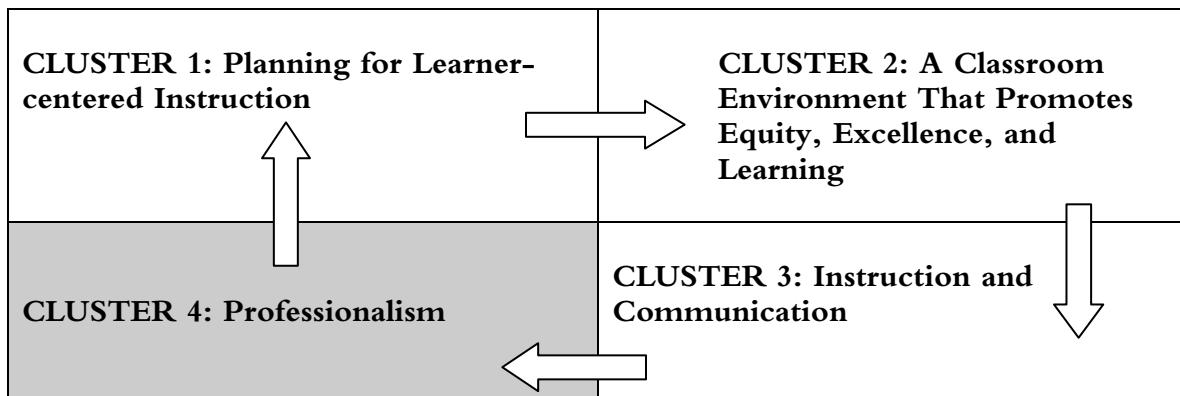 CLUSTER 1: Planning for Learner-
centered Instruction
CLUSTER 2: A Classroom
Environment That Promotes
Equity, Excellence, and
Learning
CLUSTER 4: Professionalism
CLUSTER 3: Instruction and
Communication